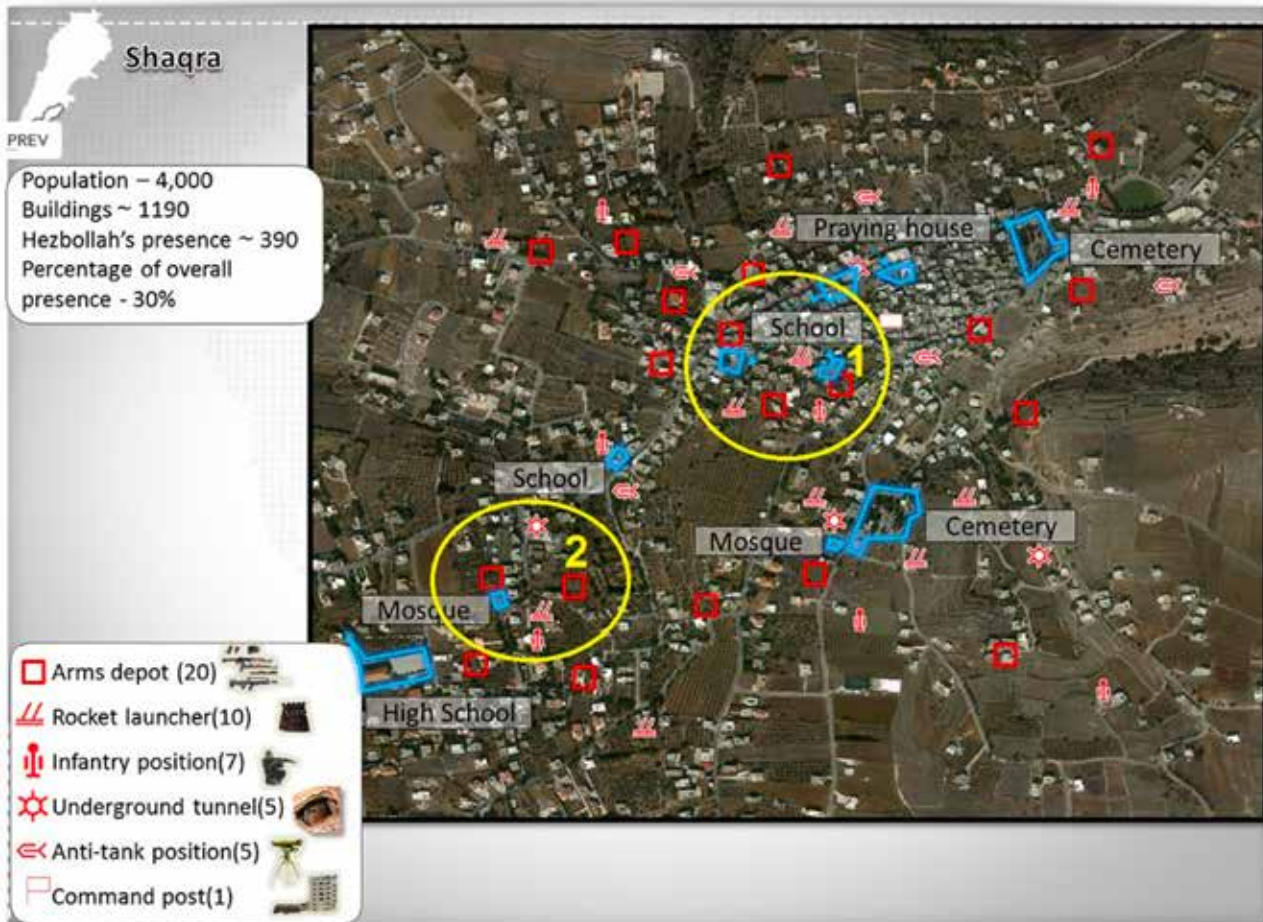 Shaqra
PREV
Population – 4,000
Buildings ~ 1190
Hezbollah's presence ~ 390
Percentage of overall
presence - 30%
Praying house
Cemetery
School
1
School
Cemetery
Mosque
2
Mosque
High School
Arms depot (20)
Rocket launcher(10)
Infantry position(7)
Underground tunnel(5)
Anti-tank position(5)
Command post(1)